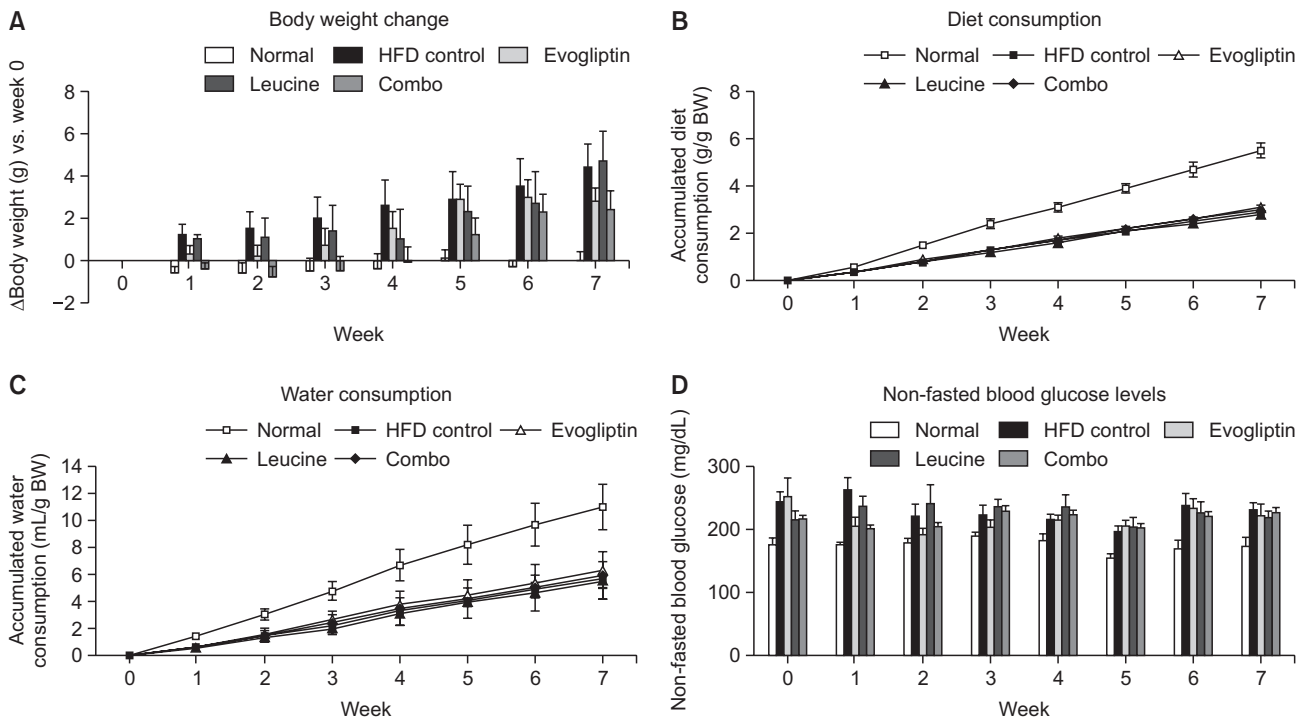 A
Body weight change
Normal HFD control Evogliptin
Leucine Combo
ΔBody weight (g) vs. week 0
8
6
4
2
0
−2
0 1 2 3 4 5 6 7
Week
B
Diet consumption
Normal HFD control Evogliptin
Leucine Combo
Accumulated diet
consumption (g/g BW)
8
6
4
2
0
0 1 2 3 4 5 6 7
Week
C
Water consumption
Normal HFD control Evogliptin
Leucine Combo
Accumulated water
consumption (mL/g BW)
14
12
10
8
6
4
2
0
0 1 2 3 4 5 6 7
Week
D
Non-fasted blood glucose levels
Normal HFD control Evogliptin
Leucine Combo
Non-fasted blood glucose (mg/dL)
300
200
100
0
0 1 2 3 4 5 6 7
Week